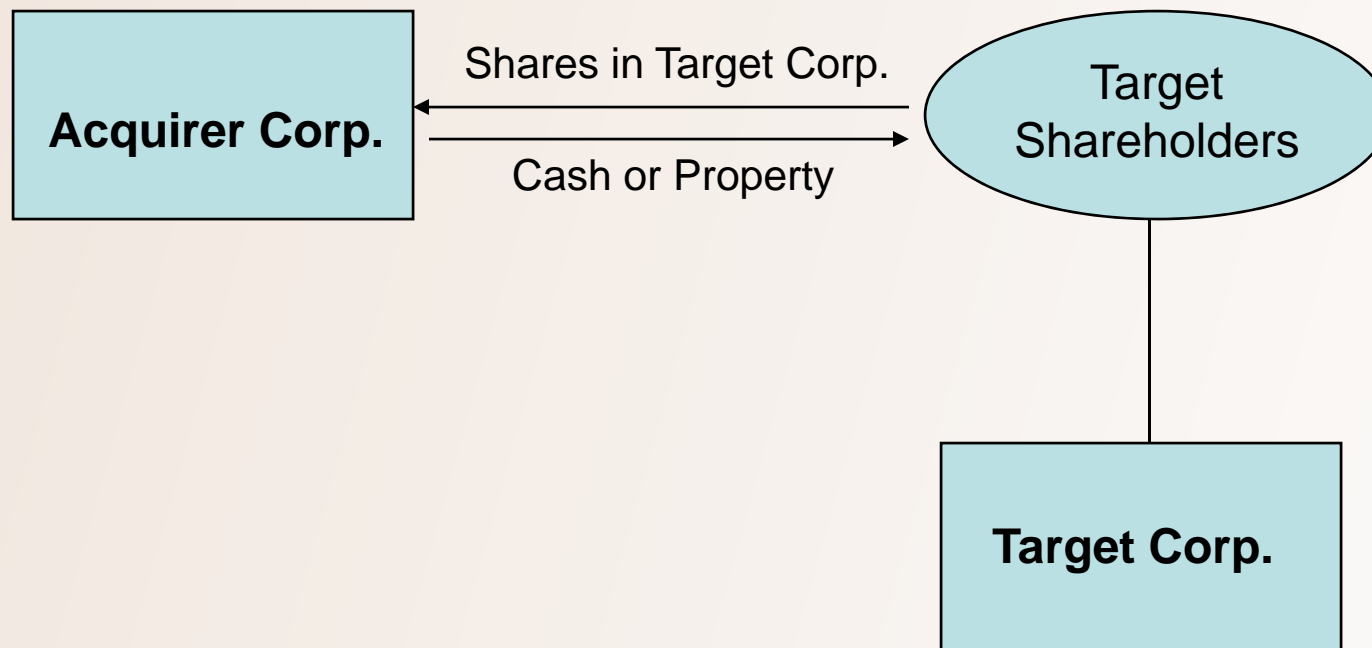 Shares in Target Corp.
Acquirer Corp.
Cash or Property
Target
Shareholders
Target Corp.